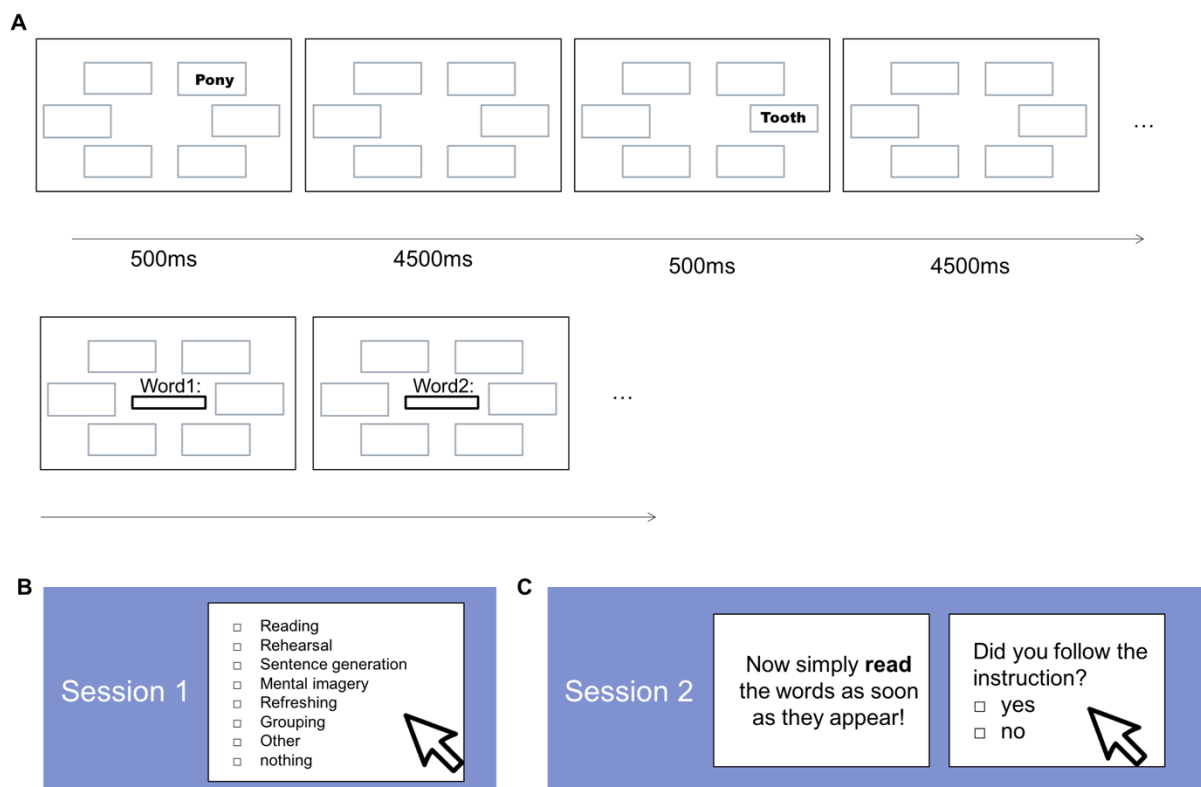 A
Pony
Tooth
...
500ms
4500ms
500ms
4500ms
Word1:
Word2:
...
B
Session 1
Reading
Rehearsal
Sentence generation
Mental imagery
Refreshing
Grouping
Other
nothing
C
Session 2
Now simply read
the words as soon
as they appear!
Did you follow the
instruction?
yes
no